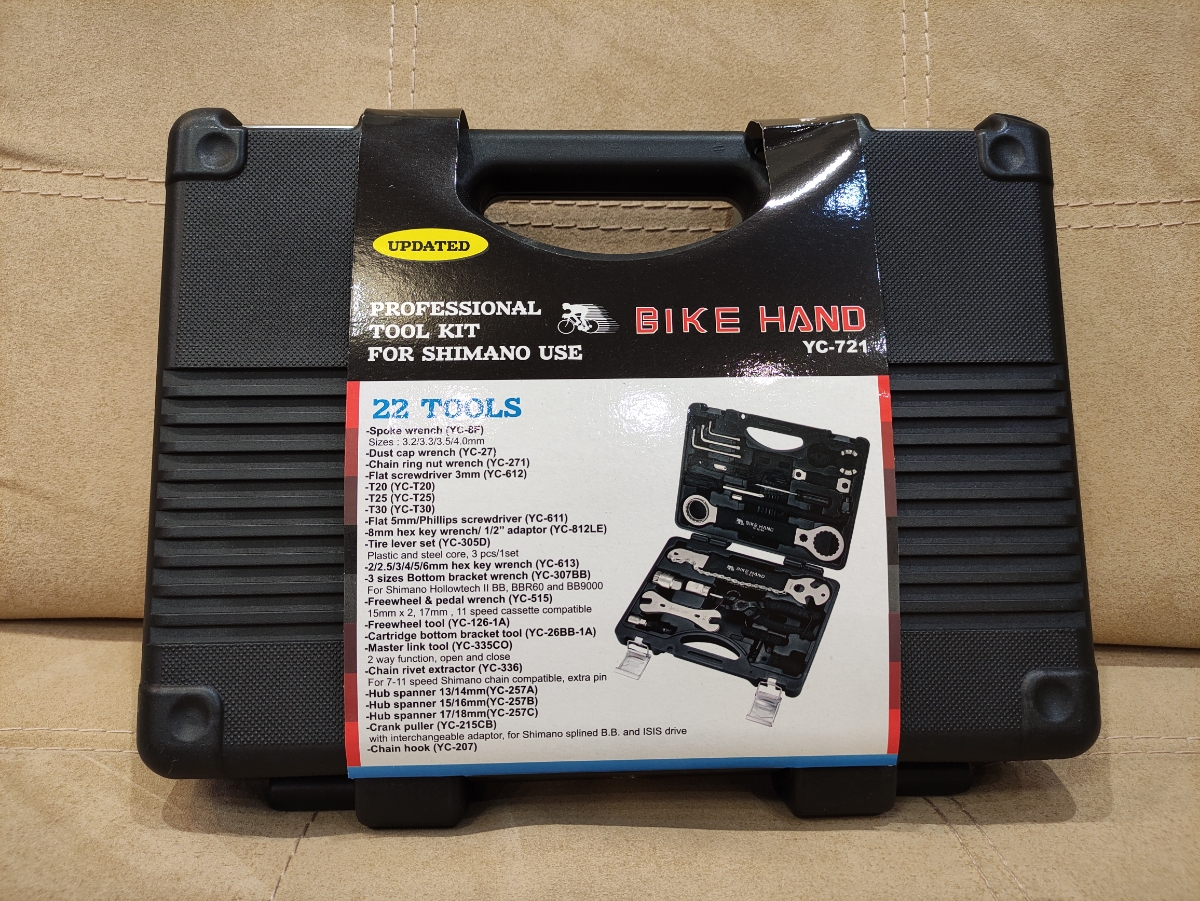 UPDATED
PROFESSIONAL
TOOL KIT
FOR SHIMANO USE
BIKE HAND
YC-721
22 TOOLS
-Spoke wrench (YC-8F)
Sizes : 3.2/3.3/3.5/4.0mm
-Dust cap wrench (YC-27)
-Chain ring nut wrench (YC-271)
-Flat screwdriver 3mm (YC-612)
-T20 (YC-T20)
-T25 (YC-T25)
-T30 (YC-T30)
-Flat 5mm/Phillips screwdriver (YC-611)
-8mm hex key wrench/ 1/2" adaptor (YC-812LE)
-Tire lever set (YC-305D)
Plastic and steel core, 3 pcs/1set
-2/2.5/3/4/5/6mm hex key wrench (YC-613)
-3 sizes Bottom bracket wrench (YC-307BB)
For Shimano Hollowtech II BB, BBR60 and BB9000
-Freewheel & pedal wrench (YC-515)
15mm x 2, 17mm , 11 speed cassette compatible
-Freewheel tool (YC-126-1A)
-Cartridge bottom bracket tool (YC-26BB-1A)
-Master link tool (YC-335CO)
2 way function, open and close
-Chain rivet extractor (YC-336)
For 7-11 speed Shimano chain compatible, extra pin
-Hub spanner 13/14mm(YC-257A)
-Hub spanner 15/16mm(YC-257B)
-Hub spanner 17/18mm(YC-257C)
-Crank puller (YC-215CB)
with interchangeable adaptor, for Shimano splined B.B. and ISIS drive
-Chain hook (YC-207)
BIKE HAND
BIKE HAND